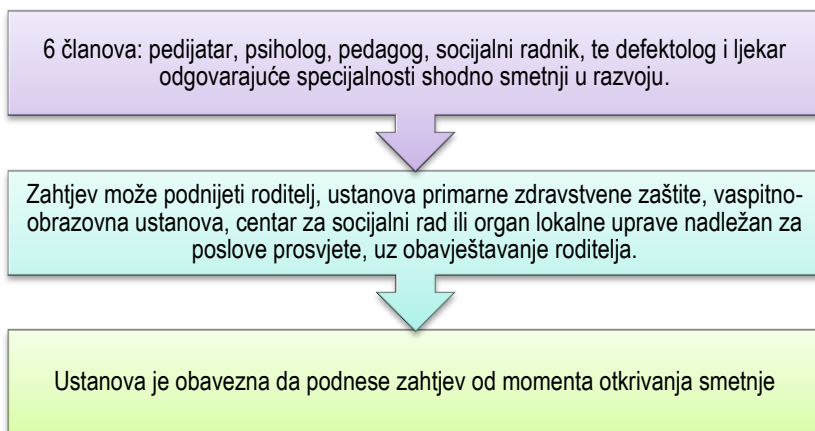 6 članova: pedijatar, psiholog, pedagog, socijalni radnik, te defektolog i ljekar
odgovarajuće specijalnosti shodno smetnji u razvoju.
Zahtjev može podnijeti roditelj, ustanova primarne zdravstvene zaštite, vaspitno-
obrazovna ustanova, centar za socijalni rad ili organ lokalne uprave nadležan za
poslove prosvjete, uz obavještavanje roditelja.
Ustanova je obavezna da podnese zahtjev od momenta otkrivanja smetnje